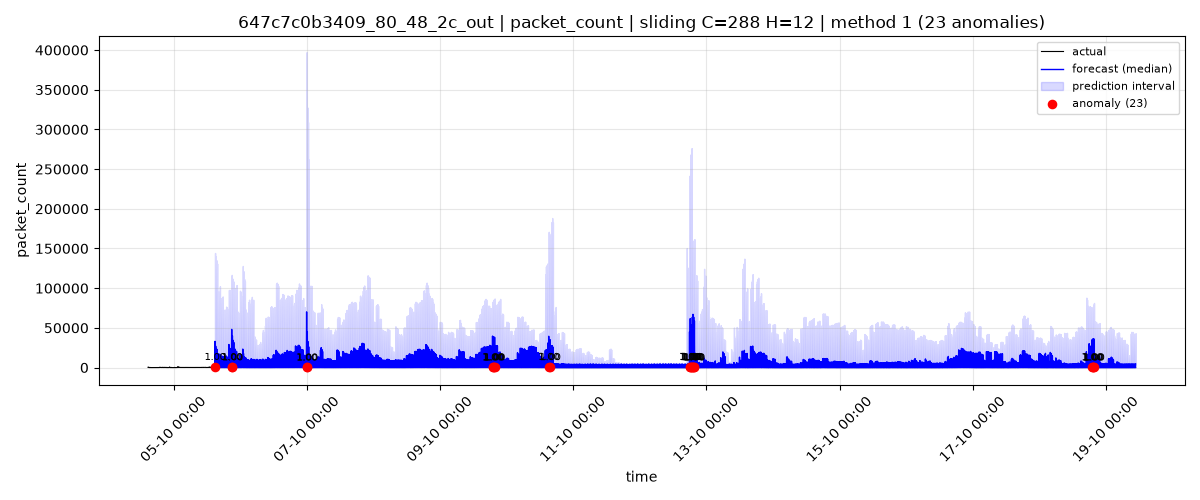 647c7c0b3409_80_48_2c_out | packet_count | sliding C=288 H=12 | method 1 (23 anomalies)
actual
forecast (median)
prediction interval
anomaly (23)
packet_count
400000
350000
300000
250000
200000
150000
100000
50000
0
1.00
05-10 00:00
07-10 00:00
09-10 00:00
11-10 00:00
13-10 00:00
15-10 00:00
17-10 00:00
19-10 00:00
time